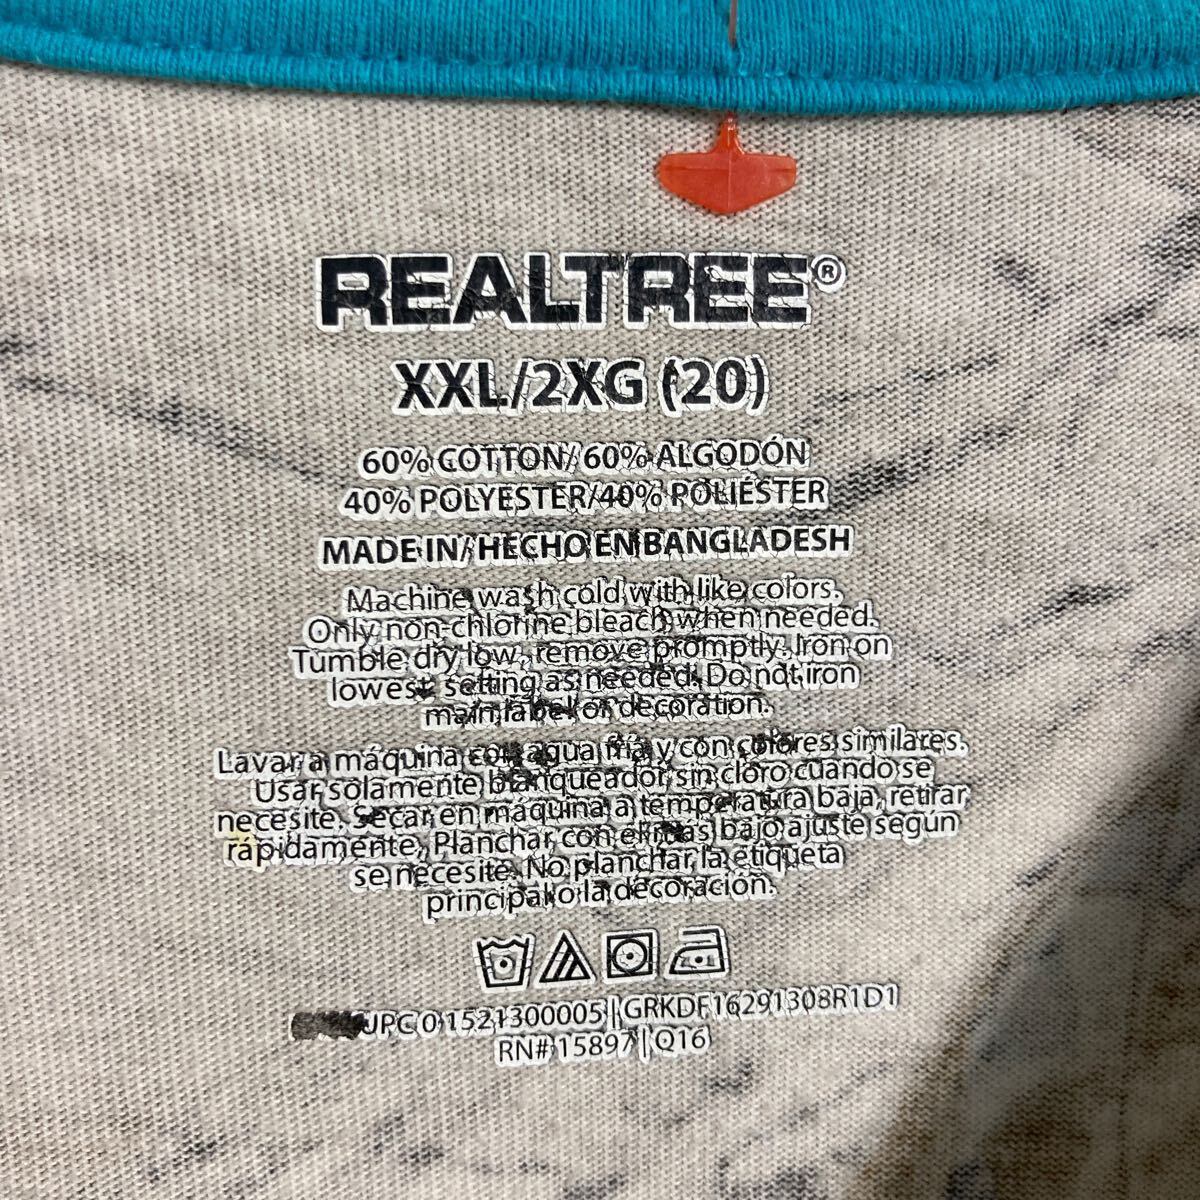 REALTREE®
XXL/2XG (20)
60% COTTON/60% ALGODÓN
40% POLYESTER/40% POLIÉSTER
MADE IN/HECHO EN BANGLADESH
Machine wash cold with like colors.
Only non-chlorine bleach when needed.
Tumble dry low, remove promptly. Iron on
lowest setting as needed. Do not iron
main label or decoration.
Lavar a máquina con agua fría y con colores similares.
Usar solamente blanqueador sin cloro cuando se
necesite. Secar en máquina a temperatura baja, retirar
rápidamente. Planchar con el más bajo ajuste según
se necesite. No planchar la etiqueta
principal o la decoración.
UPC 01521300005 | GRKDF16291308R1D1
RN# 15897 | Q16